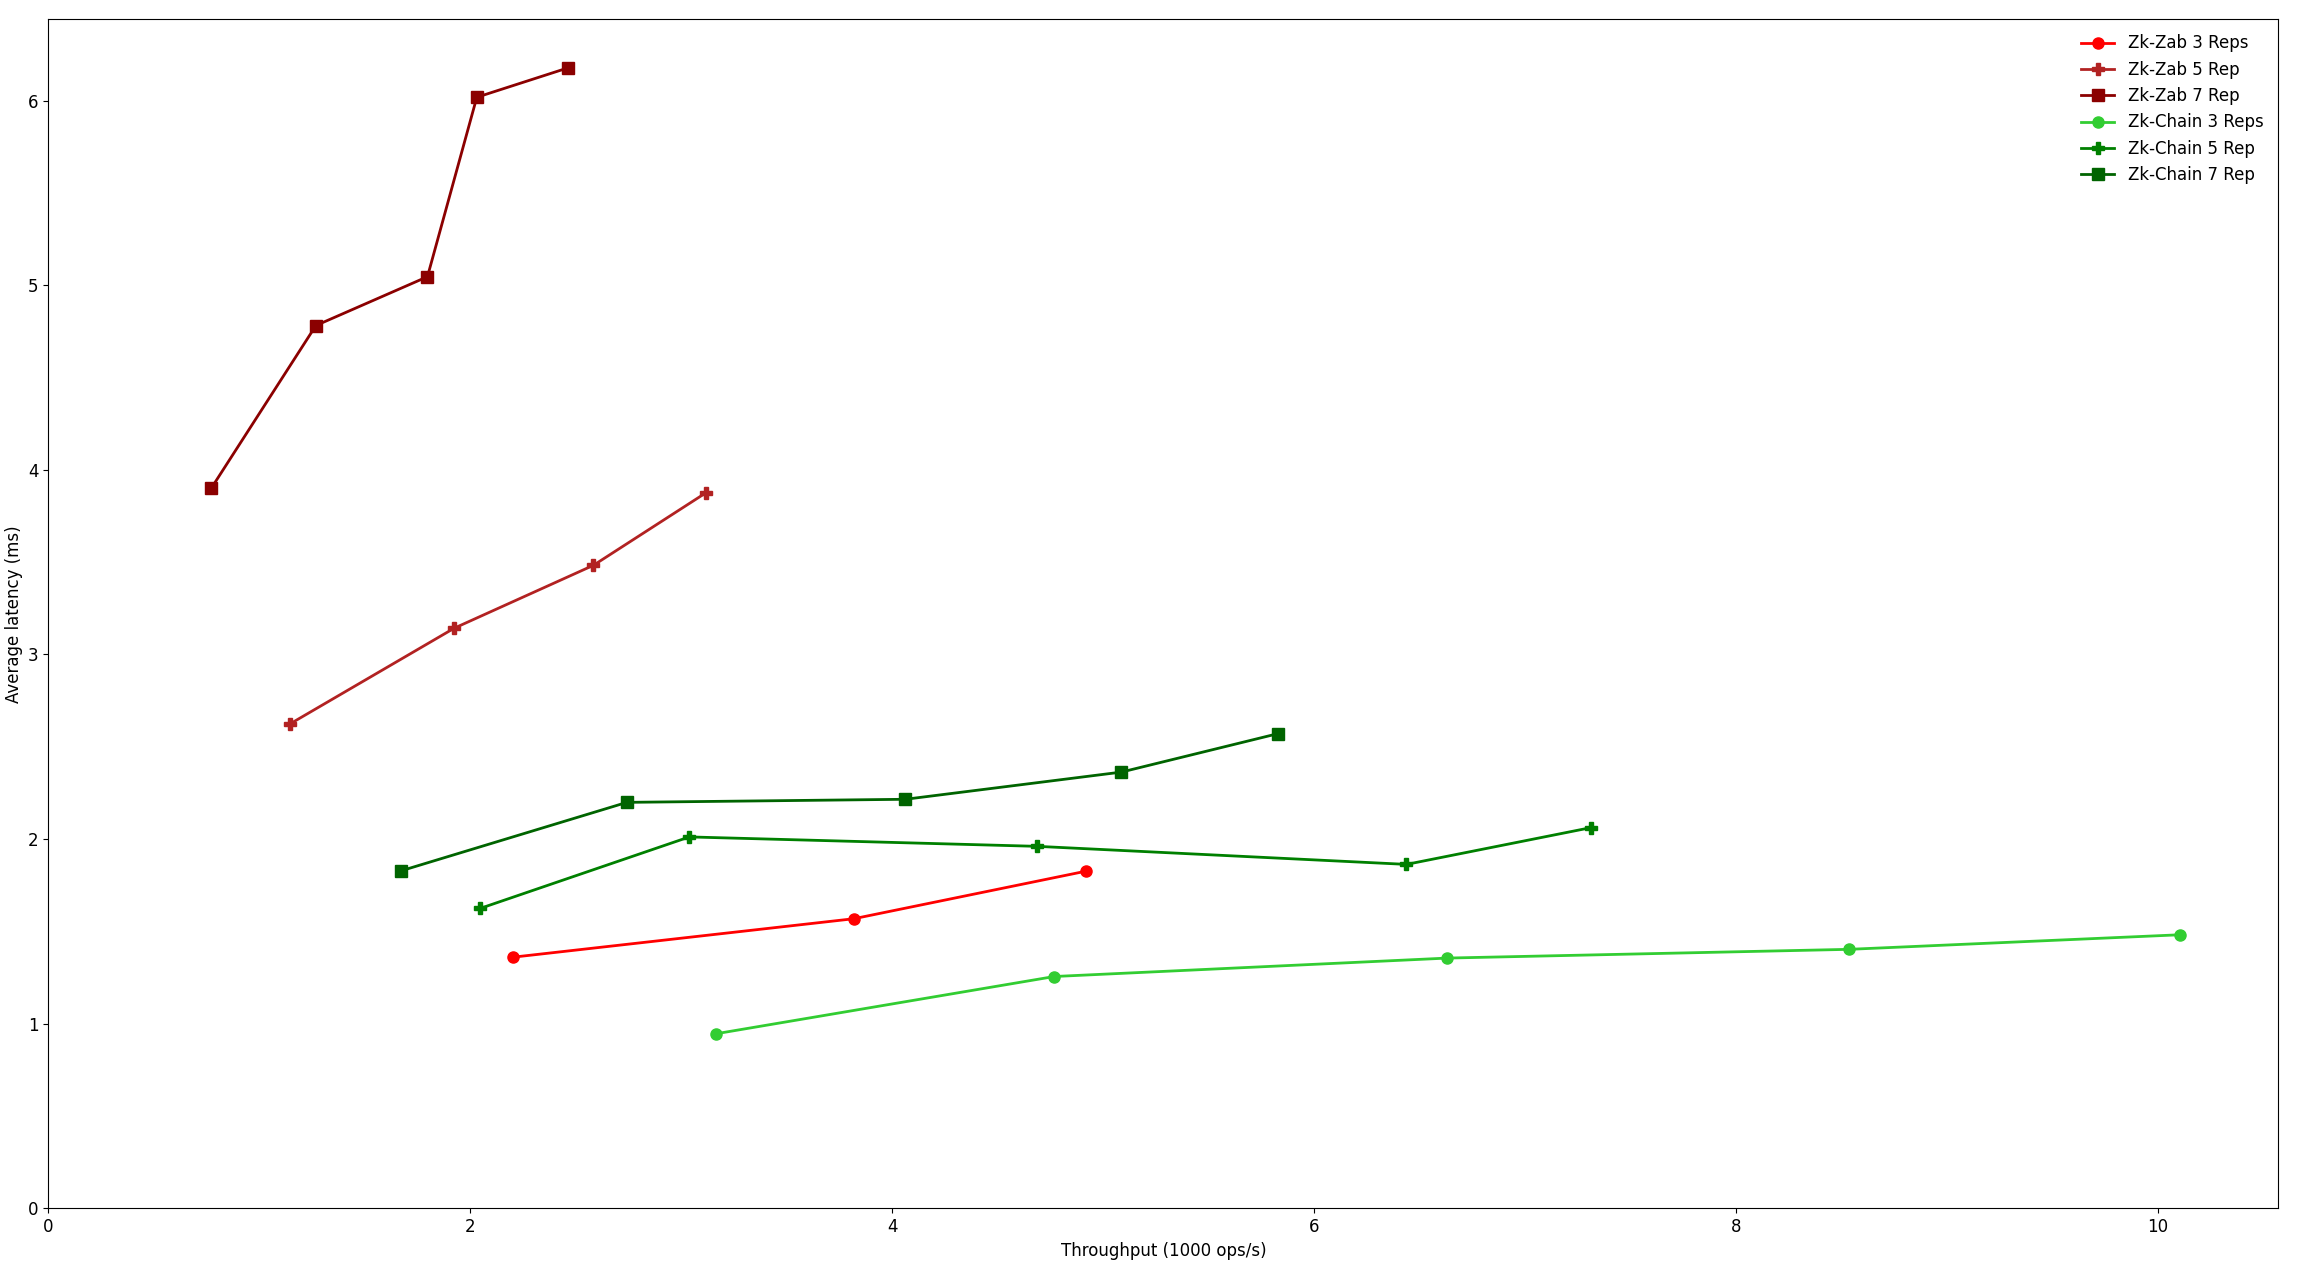 Zk-Zab 3 Reps
Zk-Zab 5 Rep
Zk-Zab 7 Rep
Zk-Chain 3 Reps
Zk-Chain 5 Rep
Zk-Chain 7 Rep
Average latency (ms)
6
5
4
3
2
1
0
0 2 4 6 8 10
Throughput (1000 ops/s)